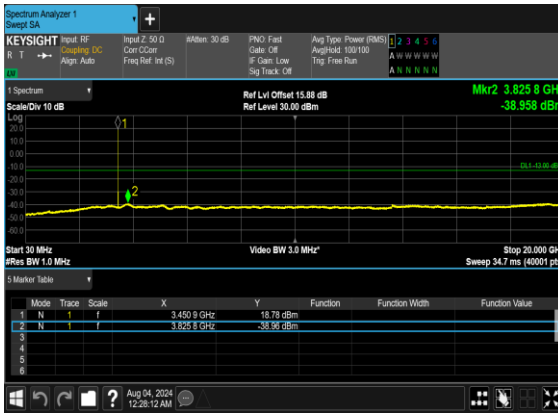 Spectrum Analyzer 1
Swept SA
+
KEYSIGHT Input: RF Input Z: 50 Ω #Atten: 30 dB PNO: Fast Avg Type: Power (RMS) 1 2 3 4 5 6
R T Coupling: DC Corr CCorr Gate: Off Avg|Hold: 100/100 A W W W W W
Align: Auto Freq Ref: Int (S) IF Gain: Low Trig: Free Run
Sig Track: Off A N N N N N
1 Spectrum Ref Lvl Offset 15.88 dB Mkr2 3.825 8 GH
Scale/Div 10 dB Ref Level 30.00 dBm -38.958 dB
Log
1
20.0
10.0
0.00
-10.0
DL1 -13.00 dB
-20.0
-30.0
2
-40.0
-50.0
-60.0
Start 30 MHz Video BW 3.0 MHz* Stop 20.000 GH
#Res BW 1.0 MHz Sweep 34.7 ms (40001 pt
5 Marker Table
Mode Trace Scale X Y Function Function Width Function Value
1 N 1 f 3.450 9 GHz 18.78 dBm
2 N 1 f 3.825 8 GHz -38.96 dBm
3
4
5
6
? Aug 04, 2024
12:28:12 AM